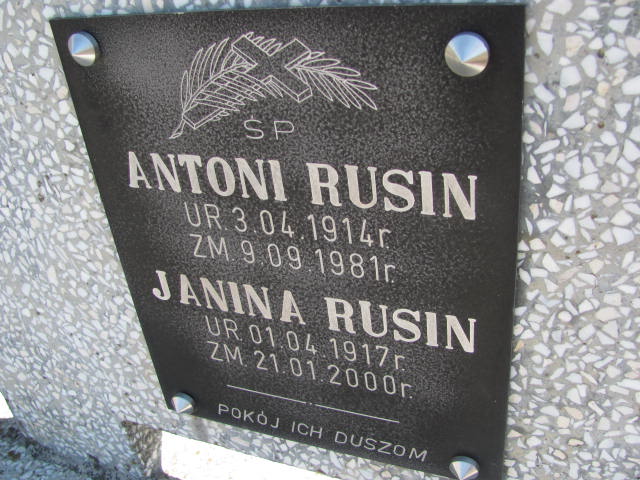 SP
ANTONI RUSIN
UR. 3.04.1914r.
ZM. 9.09.1981r.
JANINA RUSIN
UR. 01.04.1917r.
ZM. 21.01.2000r.
POKÓJ ICH DUSZOM